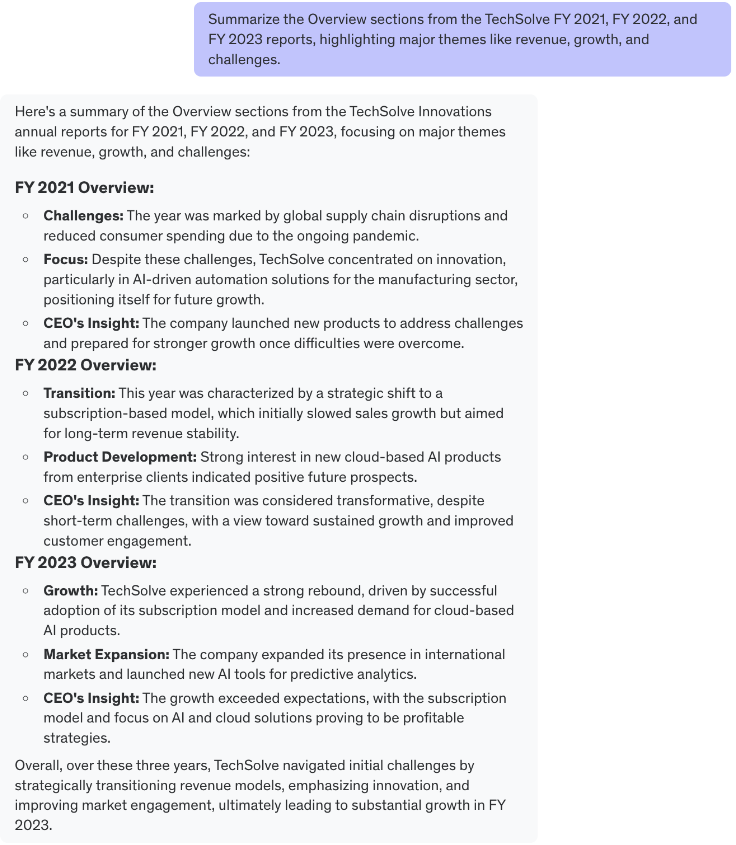 Summarize the Overview sections from the TechSolve FY 2021, FY 2022, and
FY 2023 reports, highlighting major themes like revenue, growth, and
challenges.
Here's a summary of the Overview sections from the TechSolve Innovations
annual reports for FY 2021, FY 2022, and FY 2023, focusing on major themes
like revenue, growth, and challenges:
FY 2021 Overview:
Challenges: The year was marked by global supply chain disruptions and
reduced consumer spending due to the ongoing pandemic.
Focus: Despite these challenges, TechSolve concentrated on innovation,
particularly in AI-driven automation solutions for the manufacturing sector,
positioning itself for future growth.
CEO's Insight: The company launched new products to address challenges
and prepared for stronger growth once difficulties were overcome.
FY 2022 Overview:
Transition: This year was characterized by a strategic shift to a
subscription-based model, which initially slowed sales growth but aimed
for long-term revenue stability.
Product Development: Strong interest in new cloud-based AI products
from enterprise clients indicated positive future prospects.
CEO's Insight: The transition was considered transformative, despite
short-term challenges, with a view toward sustained growth and improved
customer engagement.
FY 2023 Overview:
Growth: TechSolve experienced a strong rebound, driven by successful
adoption of its subscription model and increased demand for cloud-based
AI products.
Market Expansion: The company expanded its presence in international
markets and launched new AI tools for predictive analytics.
CEO's Insight: The growth exceeded expectations, with the subscription
model and focus on AI and cloud solutions proving to be profitable
strategies.
Overall, over these three years, TechSolve navigated initial challenges by
strategically transitioning revenue models, emphasizing innovation, and
improving market engagement, ultimately leading to substantial growth in FY
2023.